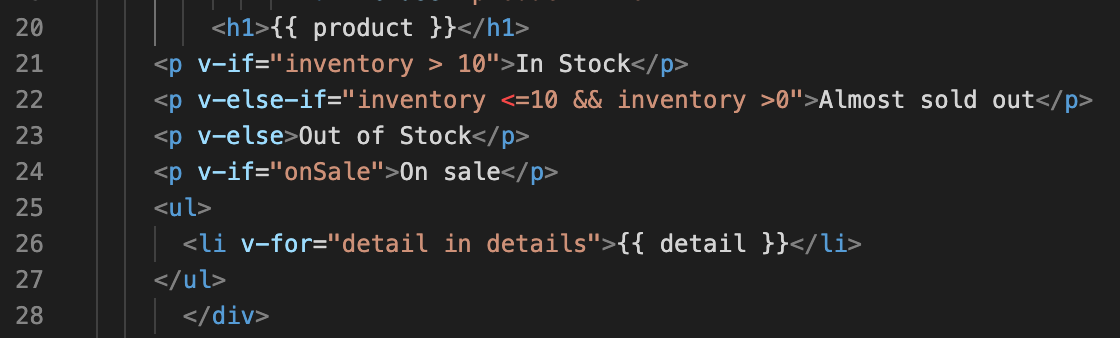 20 <h1>{{ product }}</h1>
21 <p v-if="inventory > 10">In Stock</p>
22 <p v-else-if="inventory <=10 && inventory >0">Almost sold out</p>
23 <p v-else>Out of Stock</p>
24 <p v-if="onSale">On sale</p>
25 <ul>
26 <li v-for="detail in details">{{ detail }}</li>
27 </ul>
28 </div>